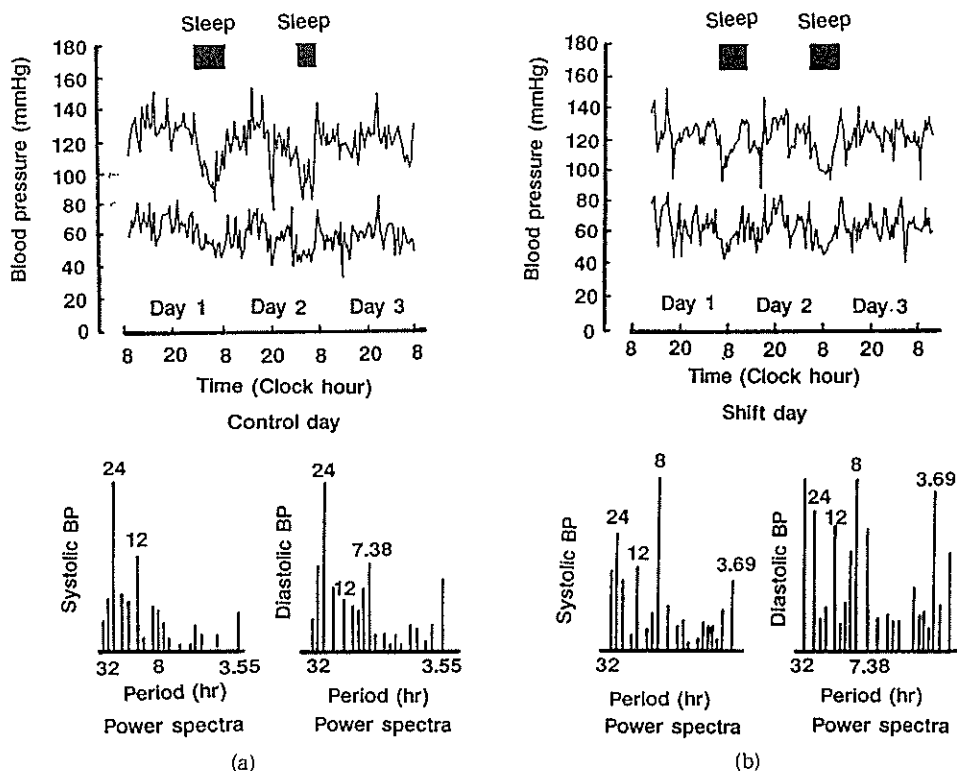 Sleep Sleep
180
160
140
120
100
80
60
40
20
0
Blood pressure (mmHg)
Day 1 Day 2 Day 3
8 20 8 20 8 20 8
Time (Clock hour)
Control day
Sleep Sleep
180
160
140
120
100
80
60
40
20
0
Blood pressure (mmHg)
Day 1 Day 2 Day.3
8 20 8 20 8 20 8
Time (Clock hour)
Shift day
24
12
Systolic BP
32 8 3.55
Period (hr)
Power spectra
24
12 7.38
Diastolic BP
32 3.55
Period (hr)
Power spectra
(a)
8
24
12
3.69
Systolic BP
32
Period (hr)
Power spectra
8
3.69
24
12
Diastolic BP
32 7.38
Period (hr)
Power spectra
(b)